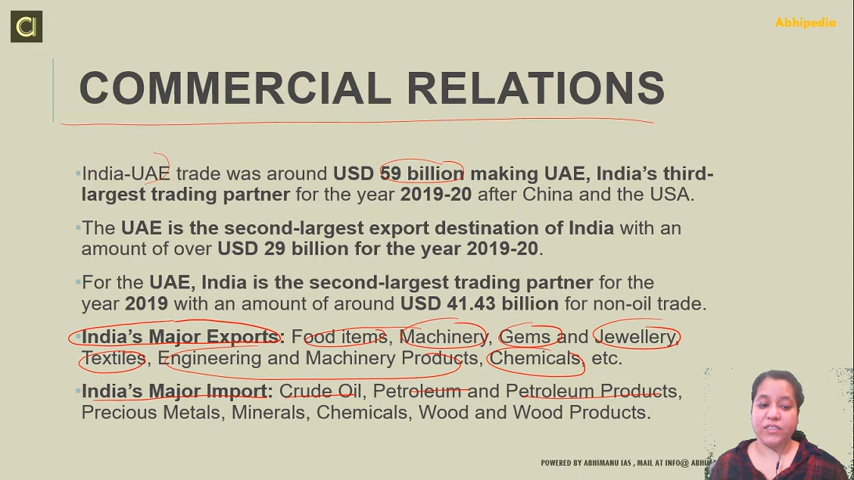 Abhipedia
COMMERCIAL RELATIONS
•India-UAE trade was around USD 59 billion making UAE, India's third-
largest trading partner for the year 2019-20 after China and the USA.
•The UAE is the second-largest export destination of India with an
amount of over USD 29 billion for the year 2019-20.
•For the UAE, India is the second-largest trading partner for the
year 2019 with an amount of around USD 41.43 billion for non-oil trade.
•India's Major Exports: Food items, Machinery, Gems and Jewellery,
Textiles, Engineering and Machinery Products, Chemicals, etc.
•India's Major Import: Crude Oil, Petroleum and Petroleum Products,
Precious Metals, Minerals, Chemicals, Wood and Wood Products.
POWERED BY ABHIMANU IAS , MAIL AT INFO@